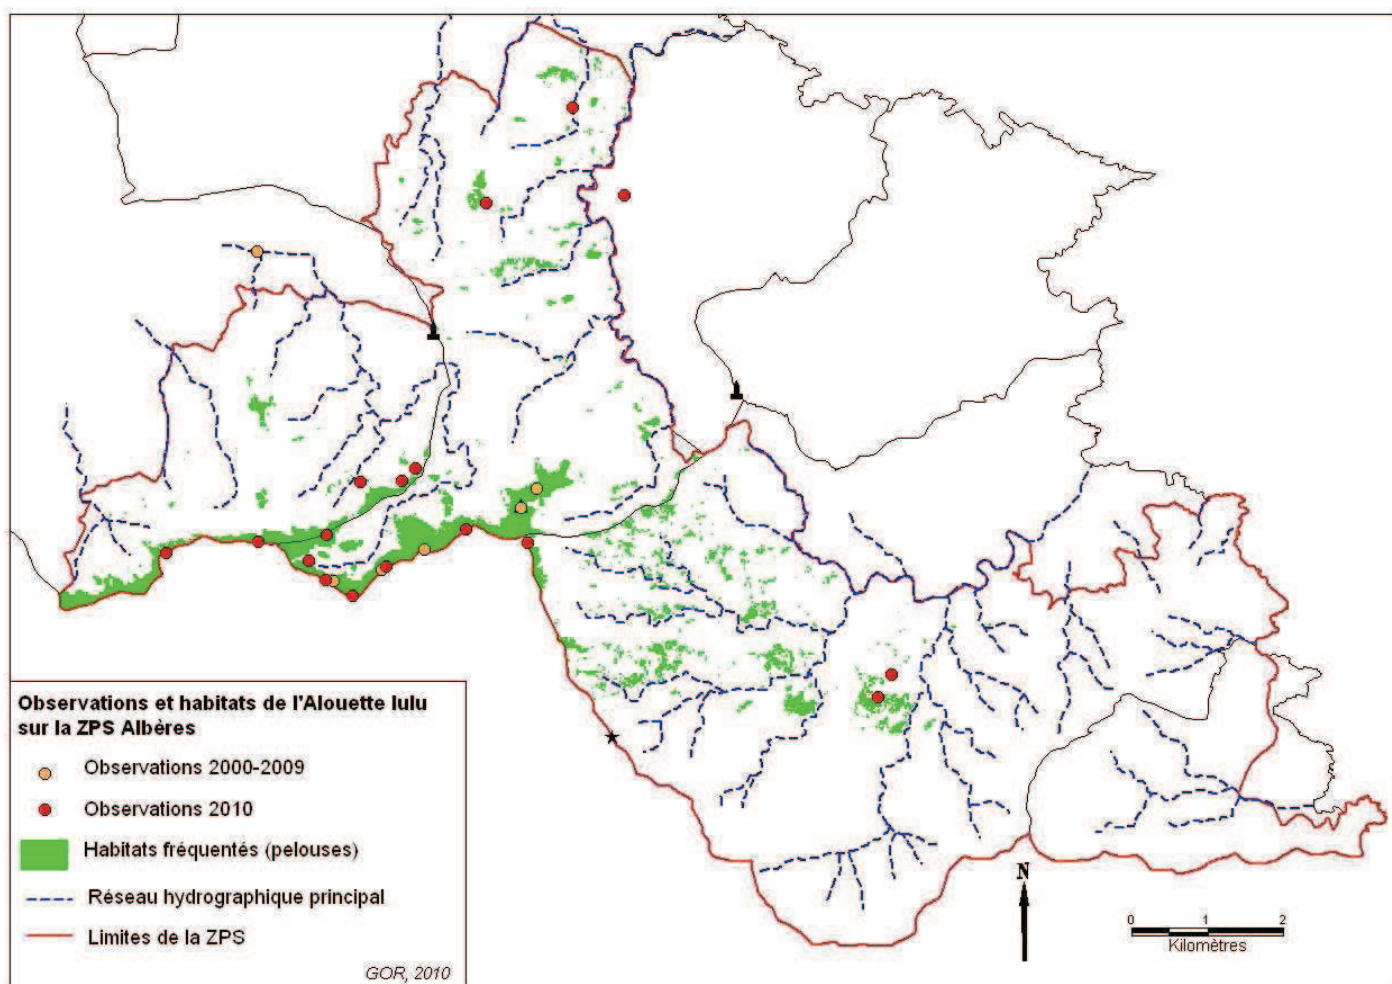 Observations et habitats de l'Alouette lulu
sur la ZPS Albères
Observations 2000-2009
Observations 2010
Habitats fréquentés (pelouses)
Réseau hydrographique principal
Limites de la ZPS
GOR, 2010
N
0 1 2
Kilomètres